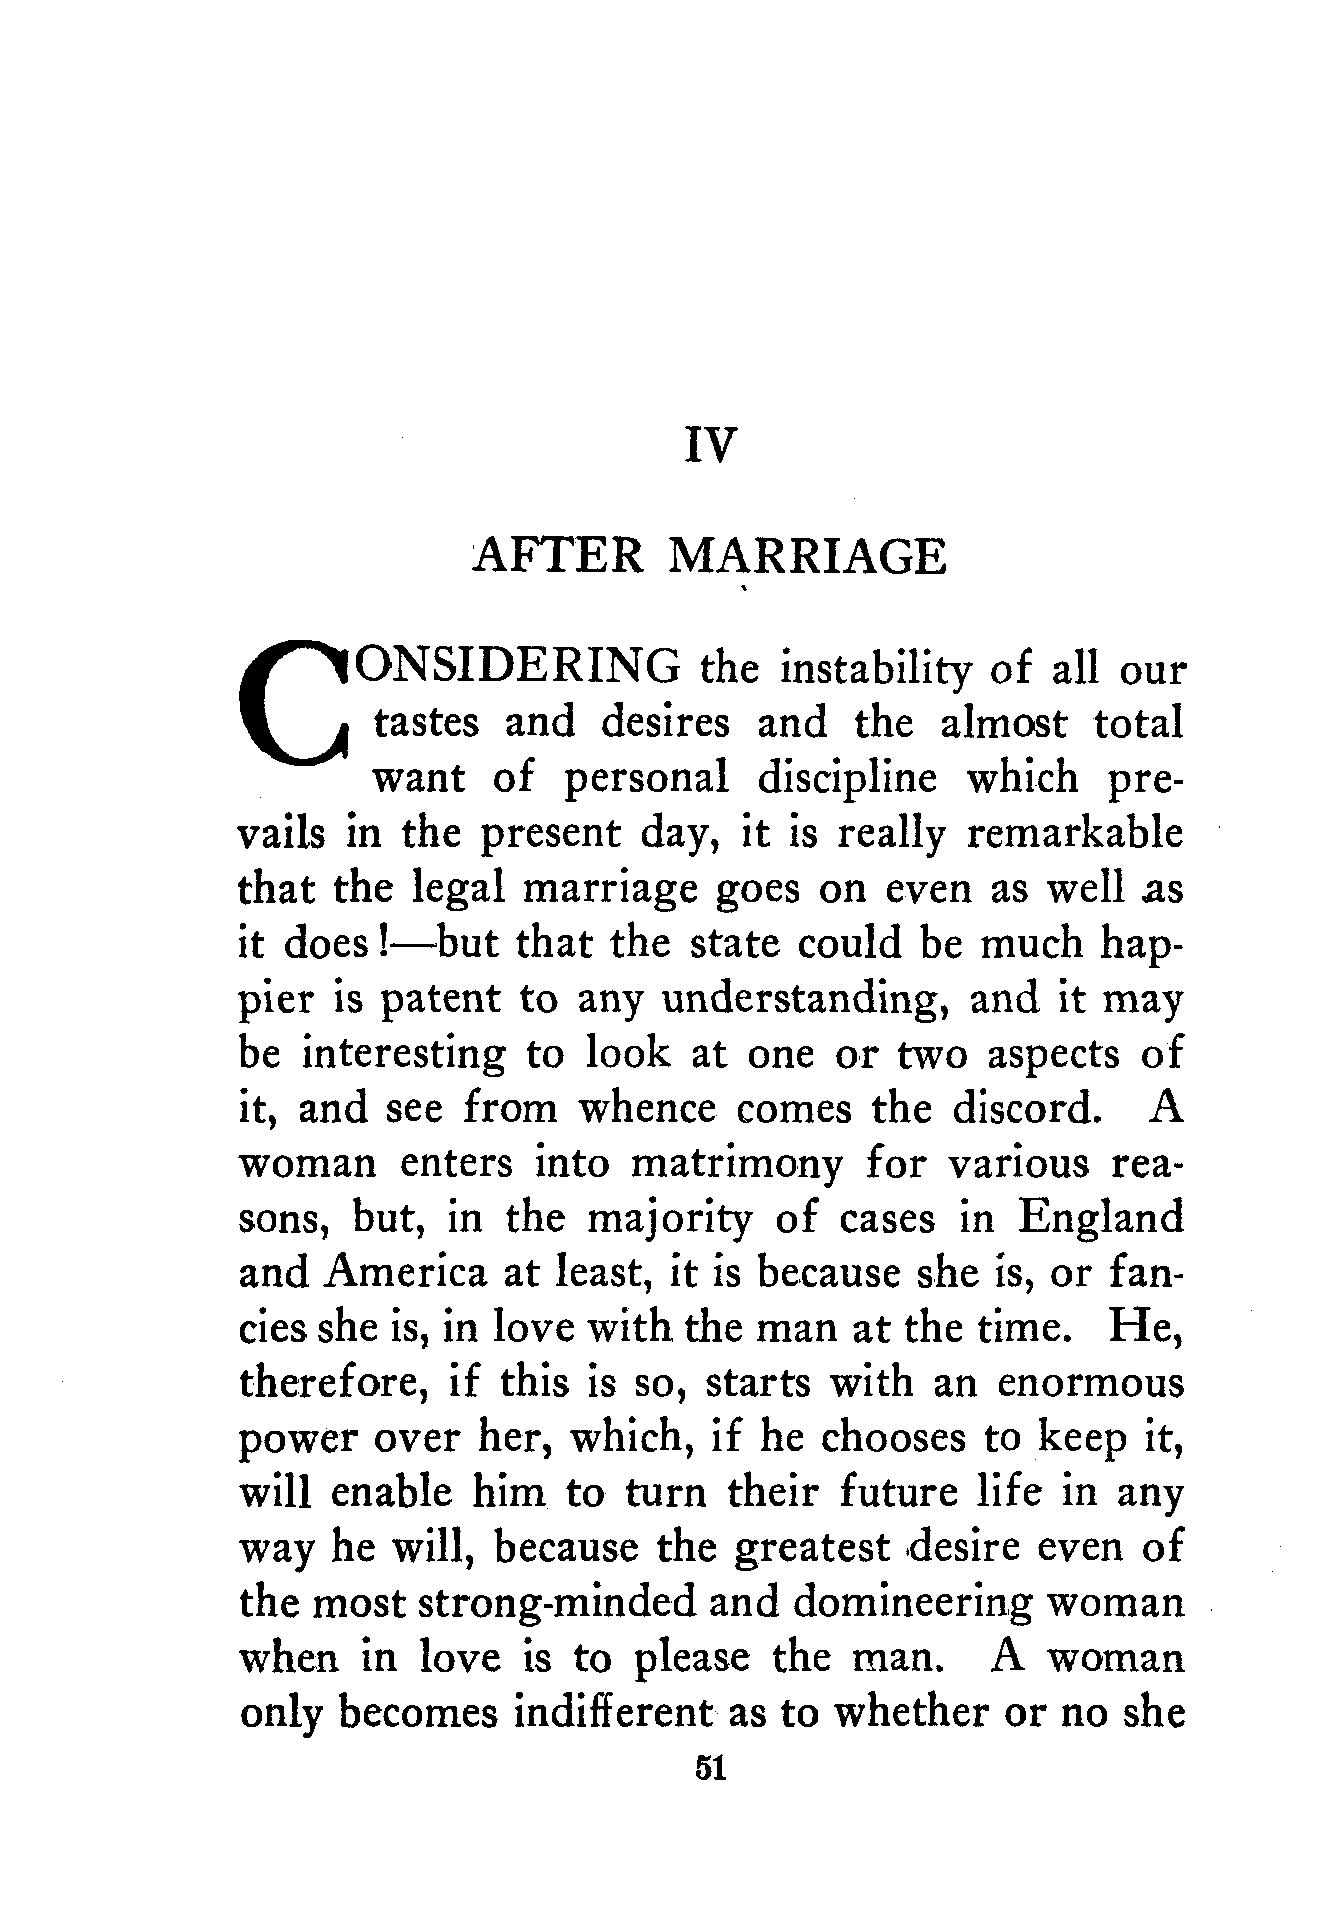 IV
AFTER MARRIAGE
CONSIDERING the instability of all our
tastes and desires and the almost total
want of personal discipline which pre-
vails in the present day, it is really remarkable
that the legal marriage goes on even as well as
it does!—but that the state could be much hap-
pier is patent to any understanding, and it may
be interesting to look at one or two aspects of
it, and see from whence comes the discord. A
woman enters into matrimony for various rea-
sons, but, in the majority of cases in England
and America at least, it is because she is, or fan-
cies she is, in love with the man at the time. He,
therefore, if this is so, starts with an enormous
power over her, which, if he chooses to keep it,
will enable him to turn their future life in any
way he will, because the greatest desire even of
the most strong-minded and domineering woman
when in love is to please the man. A woman
only becomes indifferent as to whether or no she
51